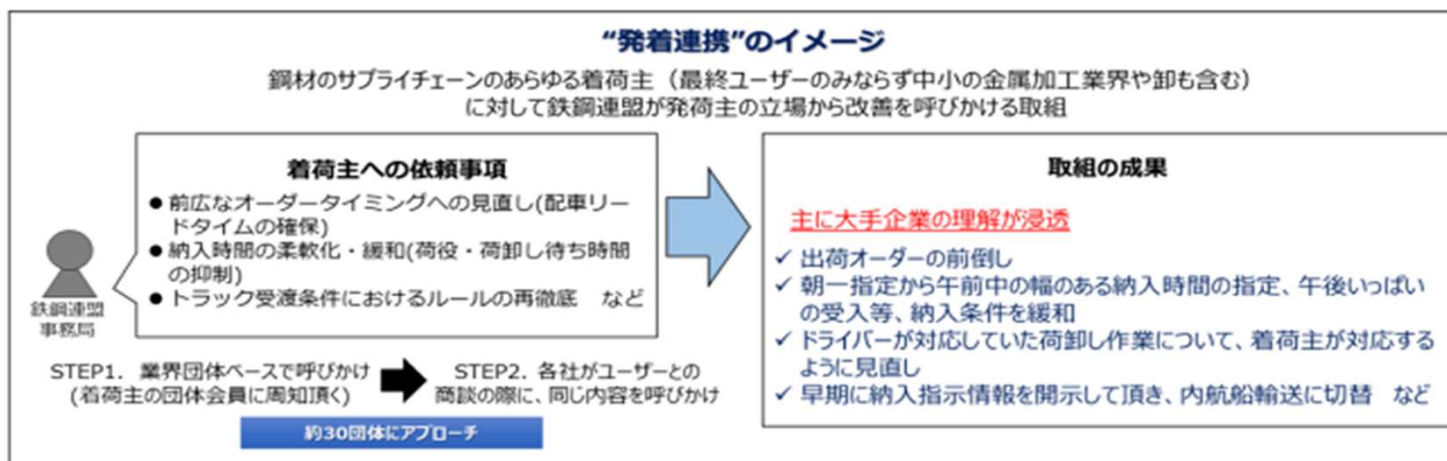 “発着連携”のイメージ
鋼材のサプライチェーンのあらゆる着荷主（最終ユーザーのみならず中小の金属加工業界や卸も含む）
に対して鉄鋼連盟が発荷主の立場から改善を呼びかける取組
着荷主への依頼事項
● 前広なオーダータイミングへの見直し(配車リー
ドタイムの確保)
● 納入時間の柔軟化・緩和(荷役・荷卸し待ち時間
の抑制)
● トラック受渡条件におけるルールの再徹底　など
鉄鋼連盟
事務局
STEP1．業界団体ベースで呼びかけ
(着荷主の団体会員に周知頂く)
STEP2．各社がユーザーとの
商談の際に、同じ内容を呼びかけ
約30団体にアプローチ
取組の成果
主に大手企業の理解が浸透
✓ 出荷オーダーの前倒し
✓ 朝一指定から午前中の幅のある納入時間の指定、午後いっぱい
の受入等、納入条件を緩和
✓ ドライバーが対応していた荷卸し作業について、着荷主が対応する
ように見直し
✓ 早期に納入指示情報を開示して頂き、内航船輸送に切替　など